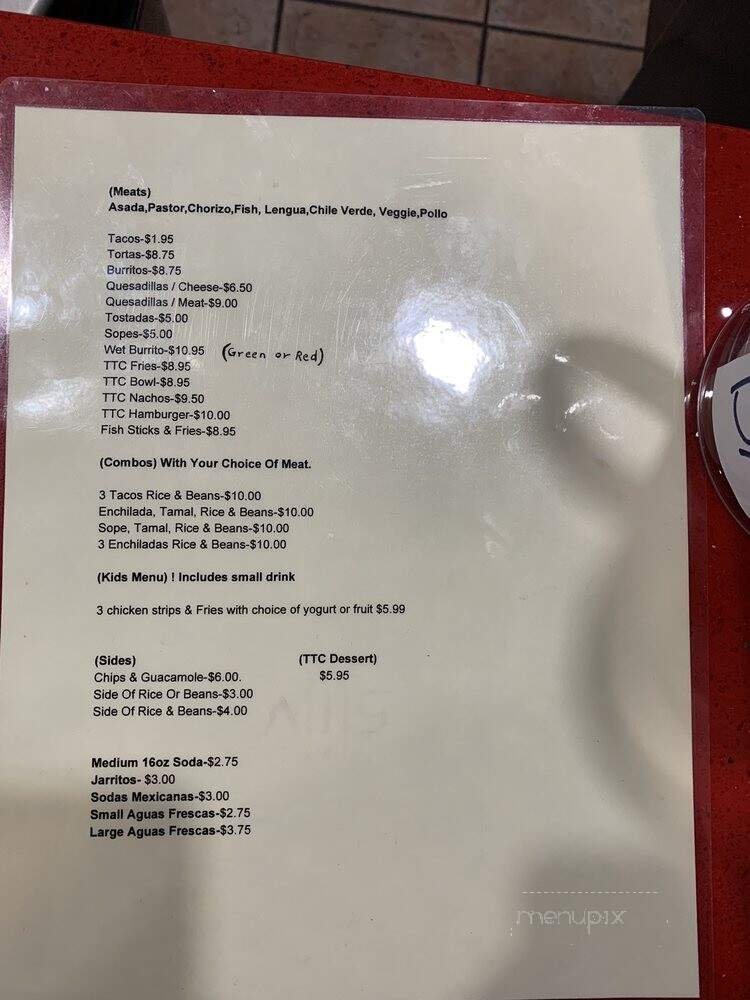 (Meats)
Asada,Pastor,Chorizo,Fish, Lengua,Chile Verde, Veggie,Pollo
Tacos-$1.95
Tortas-$8.75
Burritos-$8.75
Quesadillas / Cheese-$6.50
Quesadillas / Meat-$9.00
Tostadas-$5.00
Sopes-$5.00
Wet Burrito-$10.95 (Green or Red)
TTC Fries-$8.95
TTC Bowl-$8.95
TTC Nachos-$9.50
TTC Hamburger-$10.00
Fish Sticks & Fries-$8.95
(Combos) With Your Choice Of Meat.
3 Tacos Rice & Beans-$10.00
Enchilada, Tamal, Rice & Beans-$10.00
Sope, Tamal, Rice & Beans-$10.00
3 Enchiladas Rice & Beans-$10.00
(Kids Menu) ! Includes small drink
3 chicken strips & Fries with choice of yogurt or fruit $5.99
(Sides) (TTC Dessert)
Chips & Guacamole-$6.00. $5.95
Side Of Rice Or Beans-$3.00
Side Of Rice & Beans-$4.00
Medium 16oz Soda-$2.75
Jarritos- $3.00
Sodas Mexicanas-$3.00
Small Aguas Frescas-$2.75
Large Aguas Frescas-$3.75
menupix